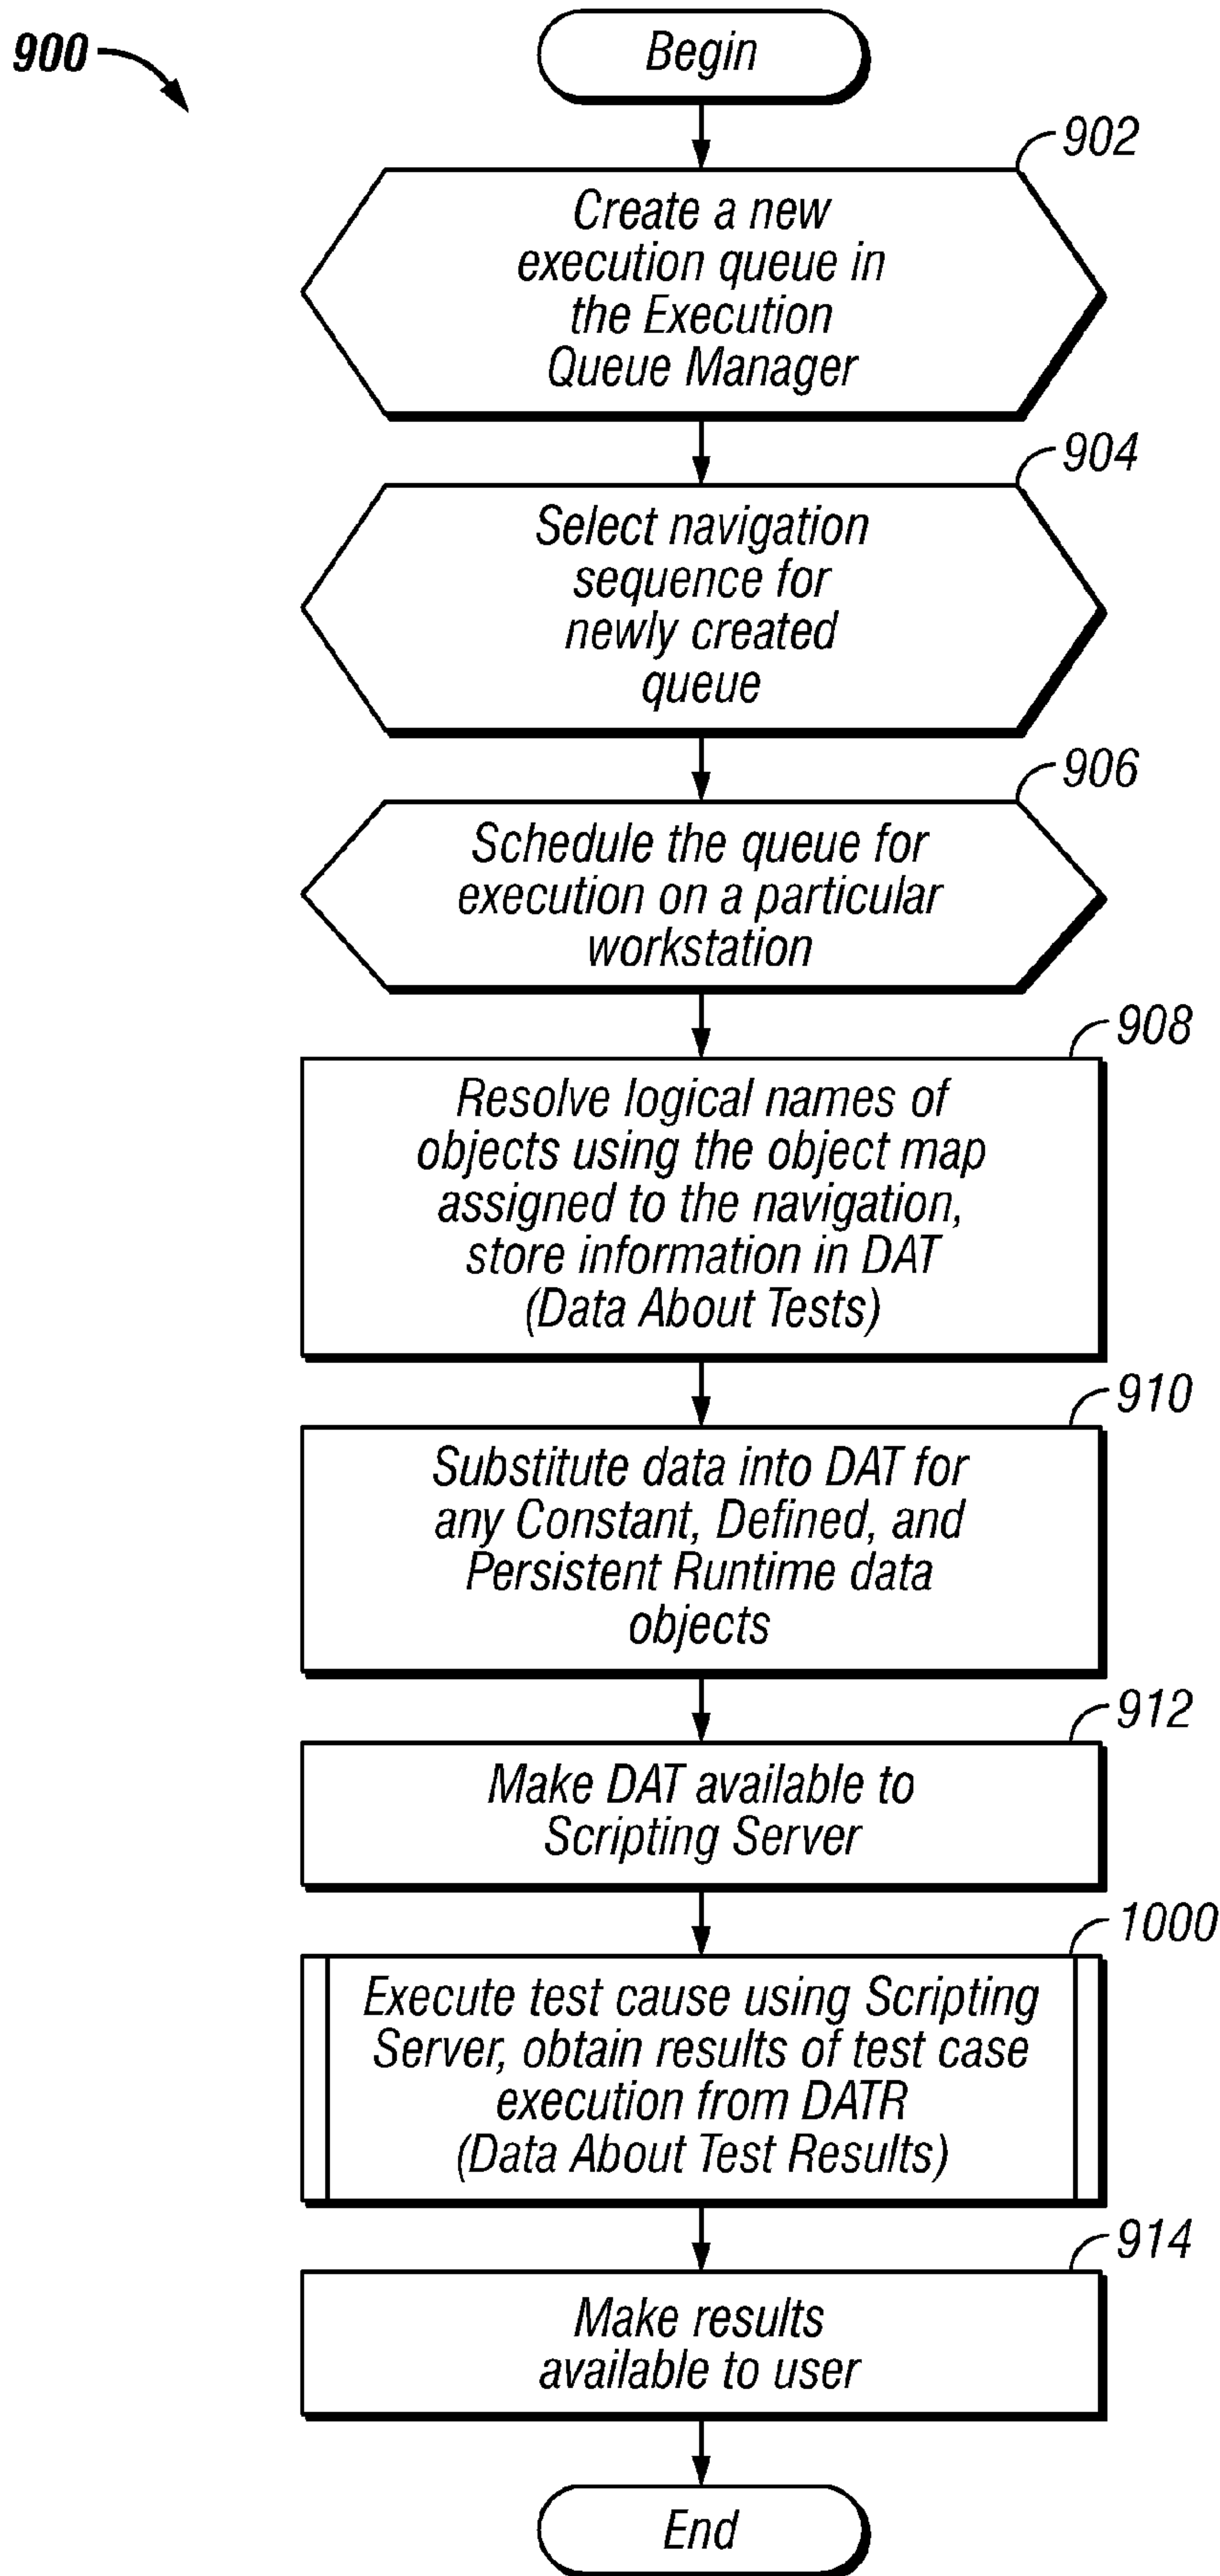 900
Begin
902
Create a new
execution queue in
the Execution
Queue Manager
904
Select navigation
sequence for
newly created
queue
906
Schedule the queue for
execution on a particular
workstation
908
Resolve logical names of
objects using the object map
assigned to the navigation,
store information in DAT
(Data About Tests)
910
Substitute data into DAT for
any Constant, Defined, and
Persistent Runtime data
objects
912
Make DAT available to
Scripting Server
1000
Execute test cause using Scripting
Server, obtain results of test case
execution from DATR
(Data About Test Results)
914
Make results
available to user
End